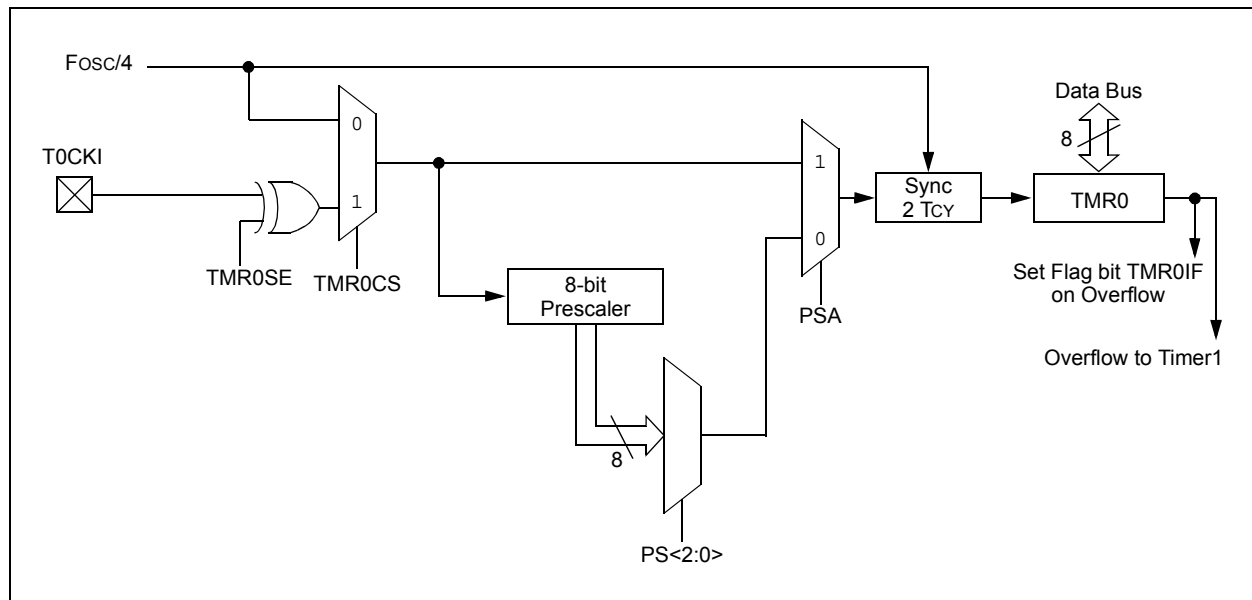 FOSC/4
Data Bus
8
T0CKI
0
1
1
0
Sync
2 TCY
TMR0
TMR0SE
TMR0CS
8-bit
Prescaler
PSA
Set Flag bit TMR0IF
on Overflow
Overflow to Timer1
8
PS<2:0>